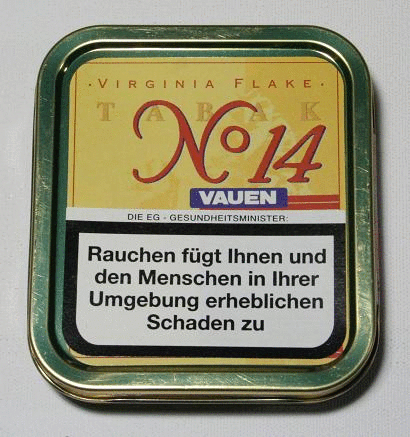 · VIRGINIA FLAKE ·
TABAK
No 14
VAUEN
DIE EG - GESUNDHEITSMINISTER:
Rauchen fügt Ihnen und
den Menschen in Ihrer
Umgebung erheblichen
Schaden zu